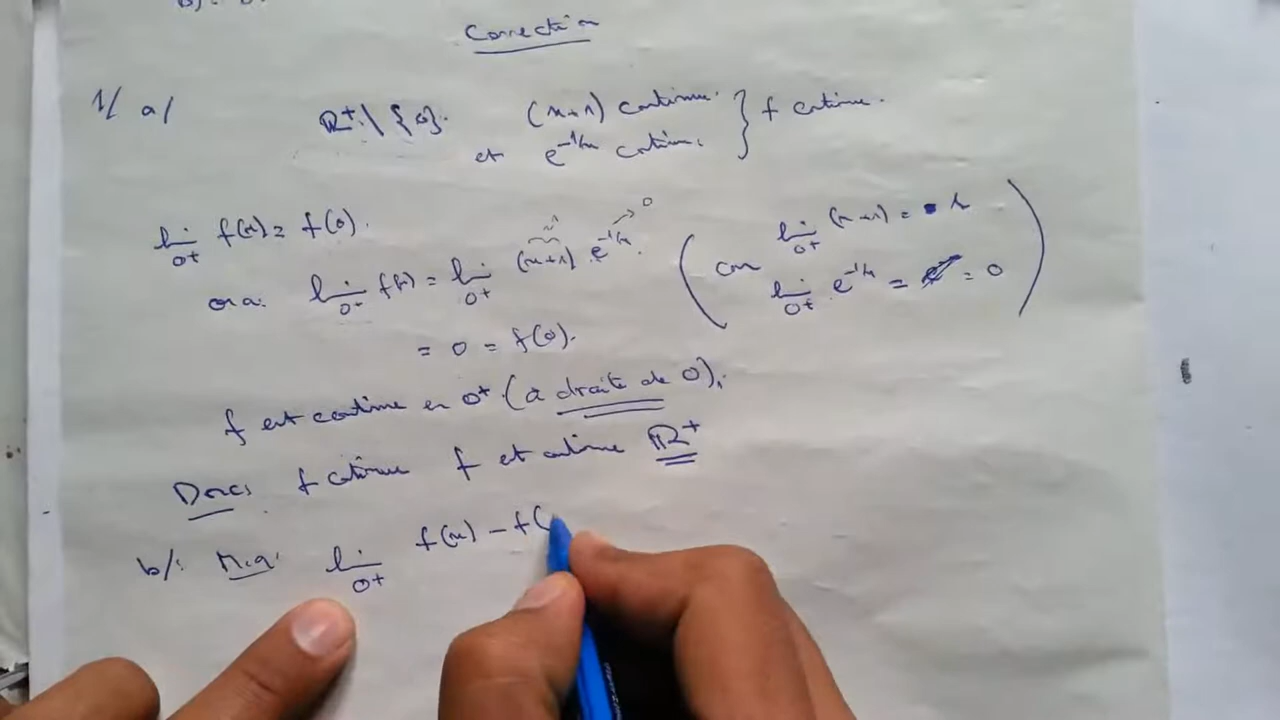 Correction
1/ a/ R⁺ \ {0}. (x+1) continue. } f continue.
et e^{-1/x} continue.
lim 0⁺ f(x) = f(0).
on a: lim 0⁺ f(x) = lim 0⁺ (x+1) . e^{-1/x}. → 0 ( car lim 0⁺ (x+1) = 1
lim 0⁺ e^{-1/x} = = 0 )
= 0 = f(0).
f est continue en 0⁺ (à droite de 0).
Donc f continue f est continue R⁺
b/: M.q: lim 0⁺ f(x) - f(